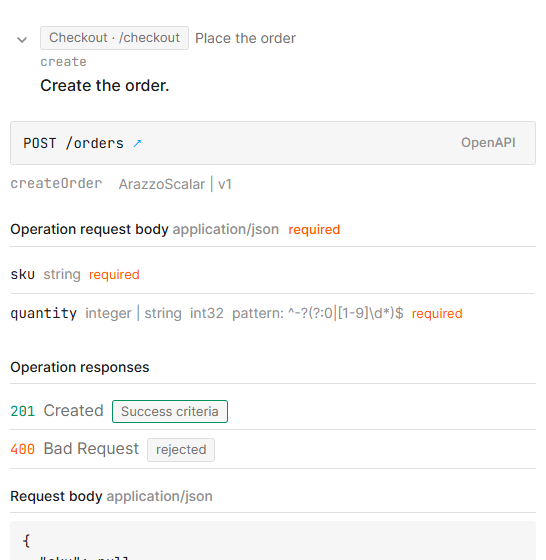 Checkout · /checkout Place the order
create
Create the order.
POST /orders ↗ OpenAPI
createOrder ArazzoScalar | v1
Operation request body application/json required
sku string required
quantity integer | string int32 pattern: ^-?(?:0|[1-9]\d*)$ required
Operation responses
201 Created Success criteria
400 Bad Request rejected
Request body application/json
{
"sku": null